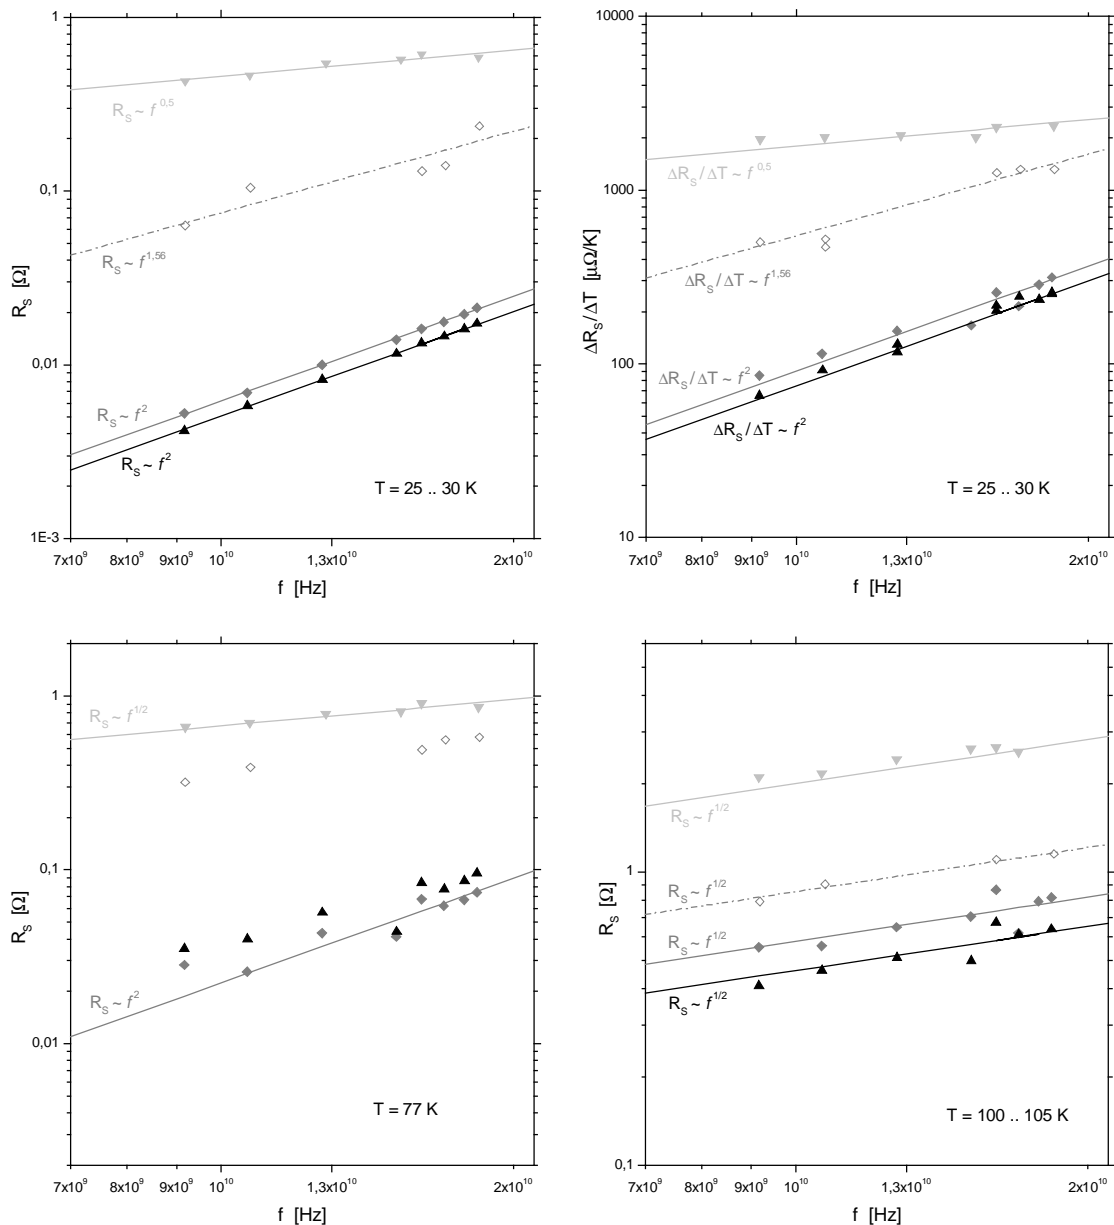 1
0,1
0,01
1E-3
R_S [Ω]
R_S ~ f^0,5
R_S ~ f^1,56
R_S ~ f^2
R_S ~ f^2
T = 25 .. 30 K
7x10^9 8x10^9 9x10^9 10^10 1,3x10^10 2x10^10
f [Hz]
10000
1000
100
10
ΔR_S/ΔT [μΩ/K]
ΔR_S/ΔT ~ f^0,5
ΔR_S/ΔT ~ f^1,56
ΔR_S/ΔT ~ f^2
ΔR_S/ΔT ~ f^2
T = 25 .. 30 K
7x10^9 8x10^9 9x10^9 10^10 1,3x10^10 2x10^10
f [Hz]
1
0,1
0,01
R_S [Ω]
R_S ~ f^1/2
R_S ~ f^2
T = 77 K
7x10^9 8x10^9 9x10^9 10^10 1,3x10^10 2x10^10
f [Hz]
1
0,1
R_S [Ω]
R_S ~ f^1/2
R_S ~ f^1/2
R_S ~ f^1/2
R_S ~ f^1/2
T = 100 .. 105 K
7x10^9 8x10^9 9x10^9 10^10 1,3x10^10 2x10^10
f [Hz]